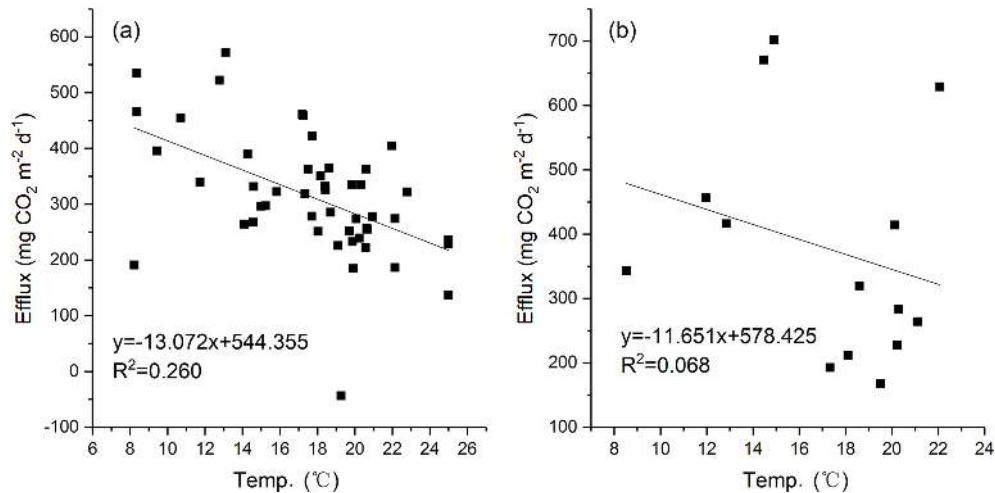 (a)
600
500
400
300
200
100
0
-100
Efflux (mg CO2 m-2 d-1)
y=-13.072x+544.355
R2=0.260
6 8 10 12 14 16 18 20 22 24 26
Temp. (℃)
(b)
700
600
500
400
300
200
100
Efflux (mg CO2 m-2 d-1)
y=-11.651x+578.425
R2=0.068
8 10 12 14 16 18 20 22 24
Temp. (℃)